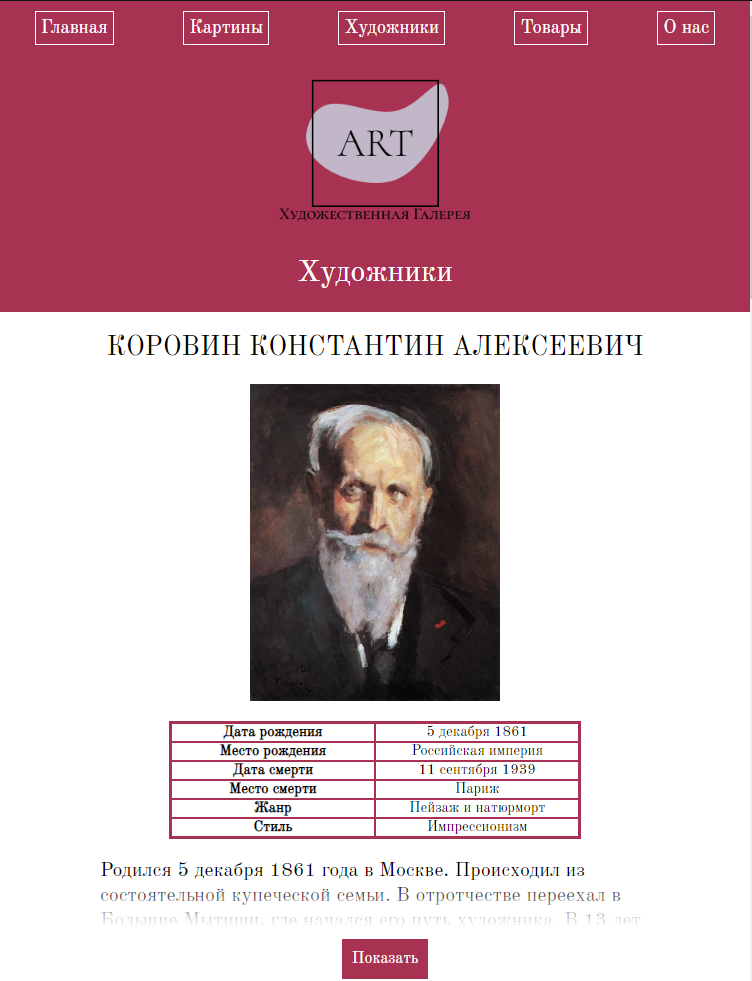 Главная Картины Художники Товары О нас
ART
Художественная Галерея
Художники
КОРОВИН КОНСТАНТИН АЛЕКСЕЕВИЧ
Дата рождения 5 декабря 1861
Место рождения Российская империя
Дата смерти 11 сентября 1939
Место смерти Париж
Жанр Пейзаж и натюрморт
Стиль Импрессионизм
Родился 5 декабря 1861 года в Москве. Происходил из
состоятельной купеческой семьи. В отротчестве переехал в
Большие Мытищи, где начался его путь художника. В 13 лет
Показать